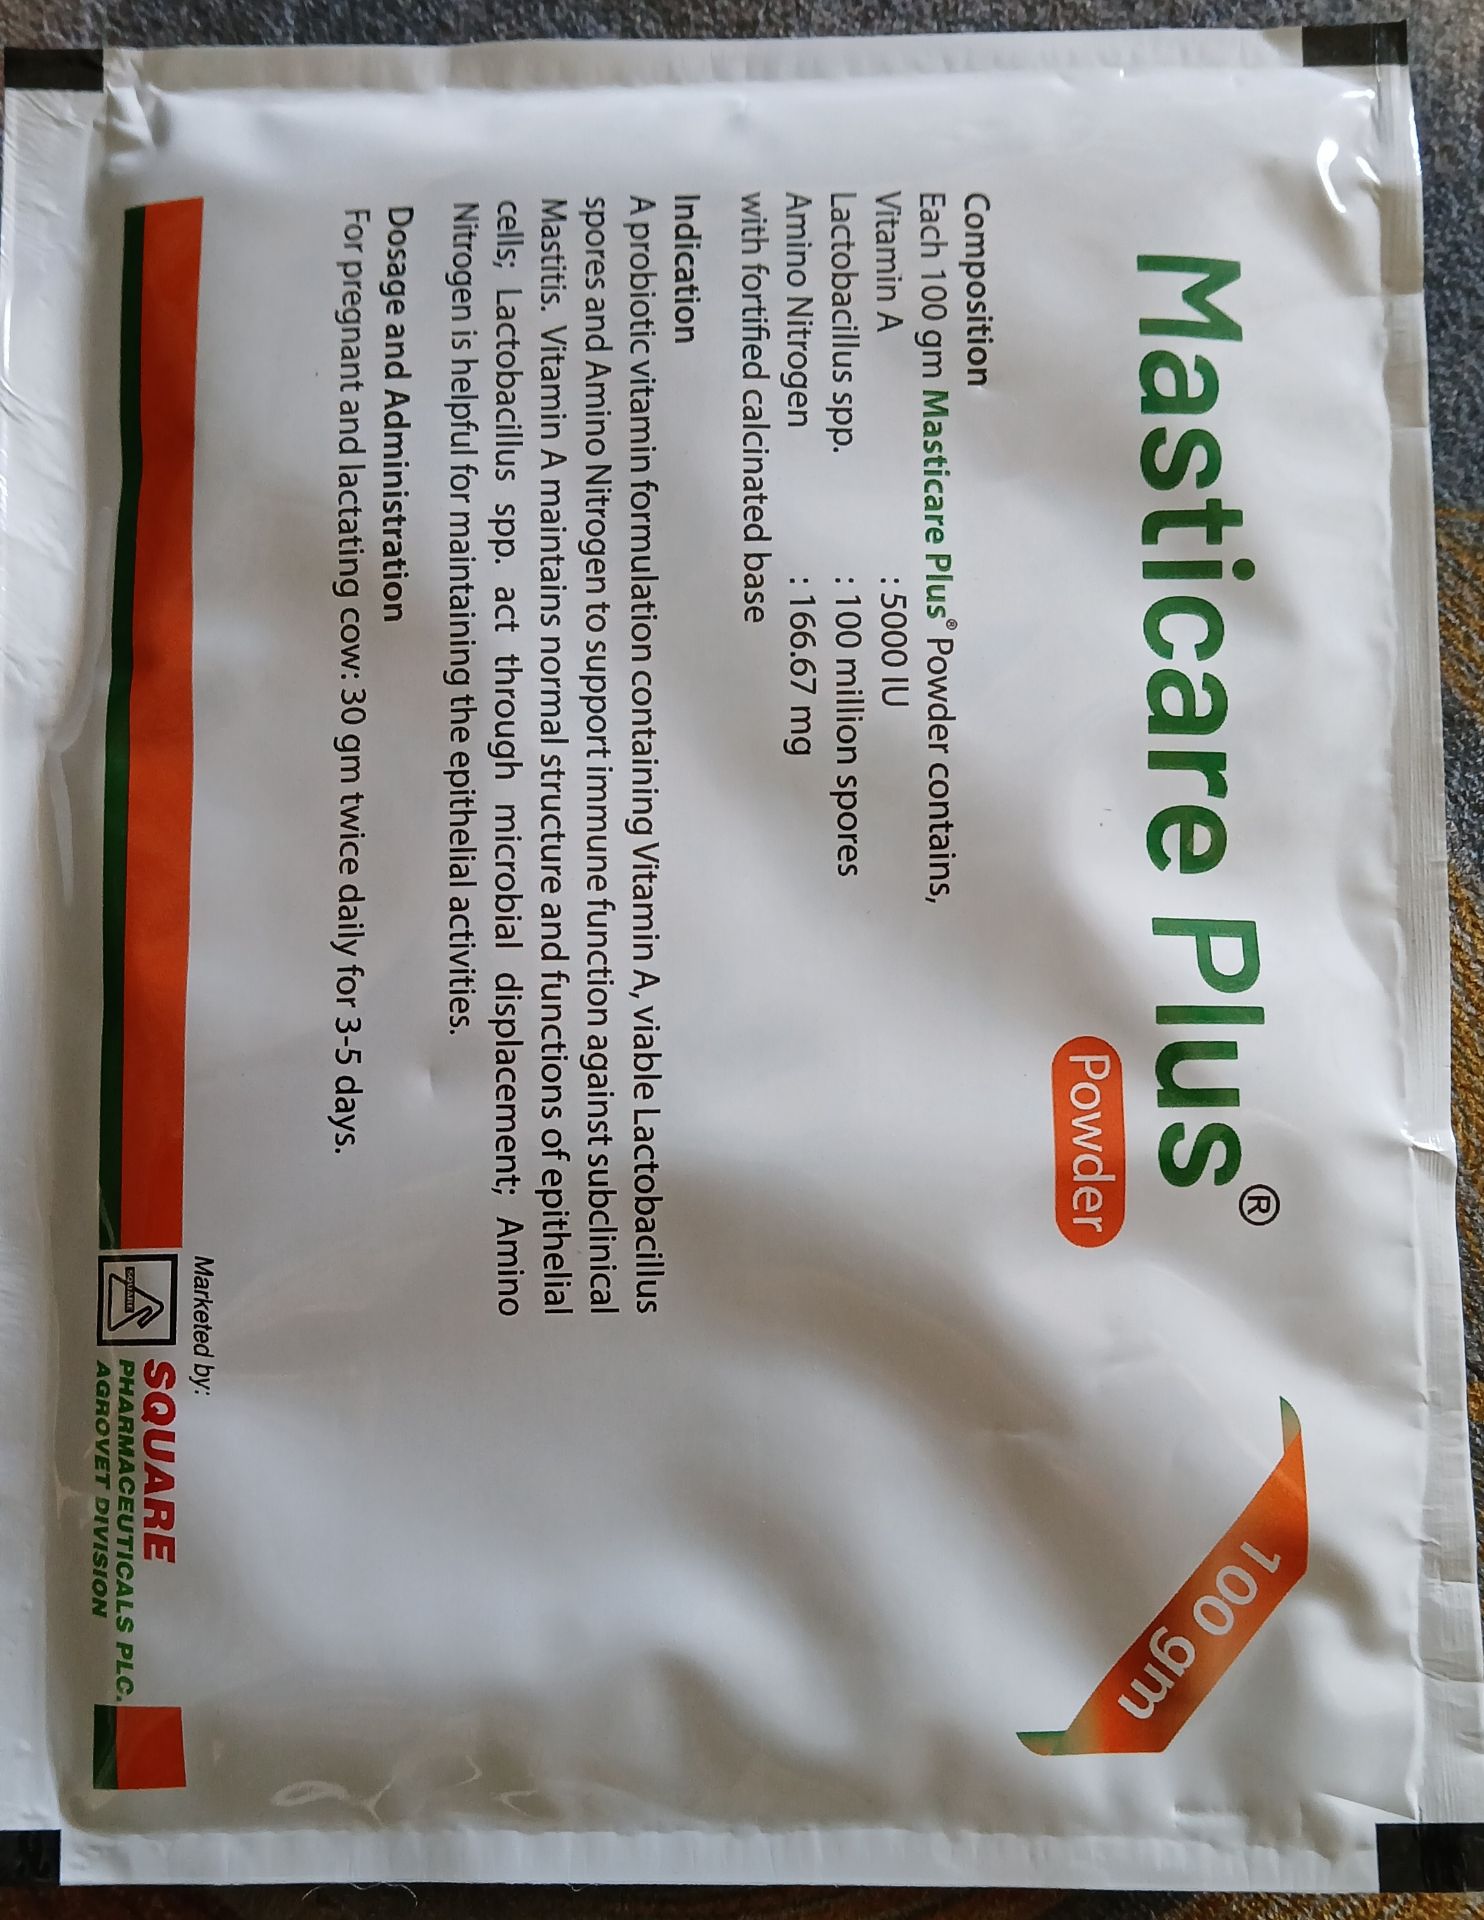 Masticare Plus®
Powder
100 gm
Composition
Each 100 gm Masticare Plus® Powder contains,
Vitamin A : 5000 IU
Lactobacillus spp. : 100 million spores
Amino Nitrogen : 166.67 mg
with fortified calcinated base
Indication
A probiotic vitamin formulation containing Vitamin A, viable Lactobacillus
spores and Amino Nitrogen to support immune function against subclinical
Mastitis. Vitamin A maintains normal structure and functions of epithelial
cells; Lactobacillus spp. act through microbial displacement; Amino
Nitrogen is helpful for maintaining the epithelial activities.
Dosage and Administration
For pregnant and lactating cow: 30 gm twice daily for 3-5 days.
Marketed by:
SQUARE
SQUARE
PHARMACEUTICALS PLC.
AGROVET DIVISION